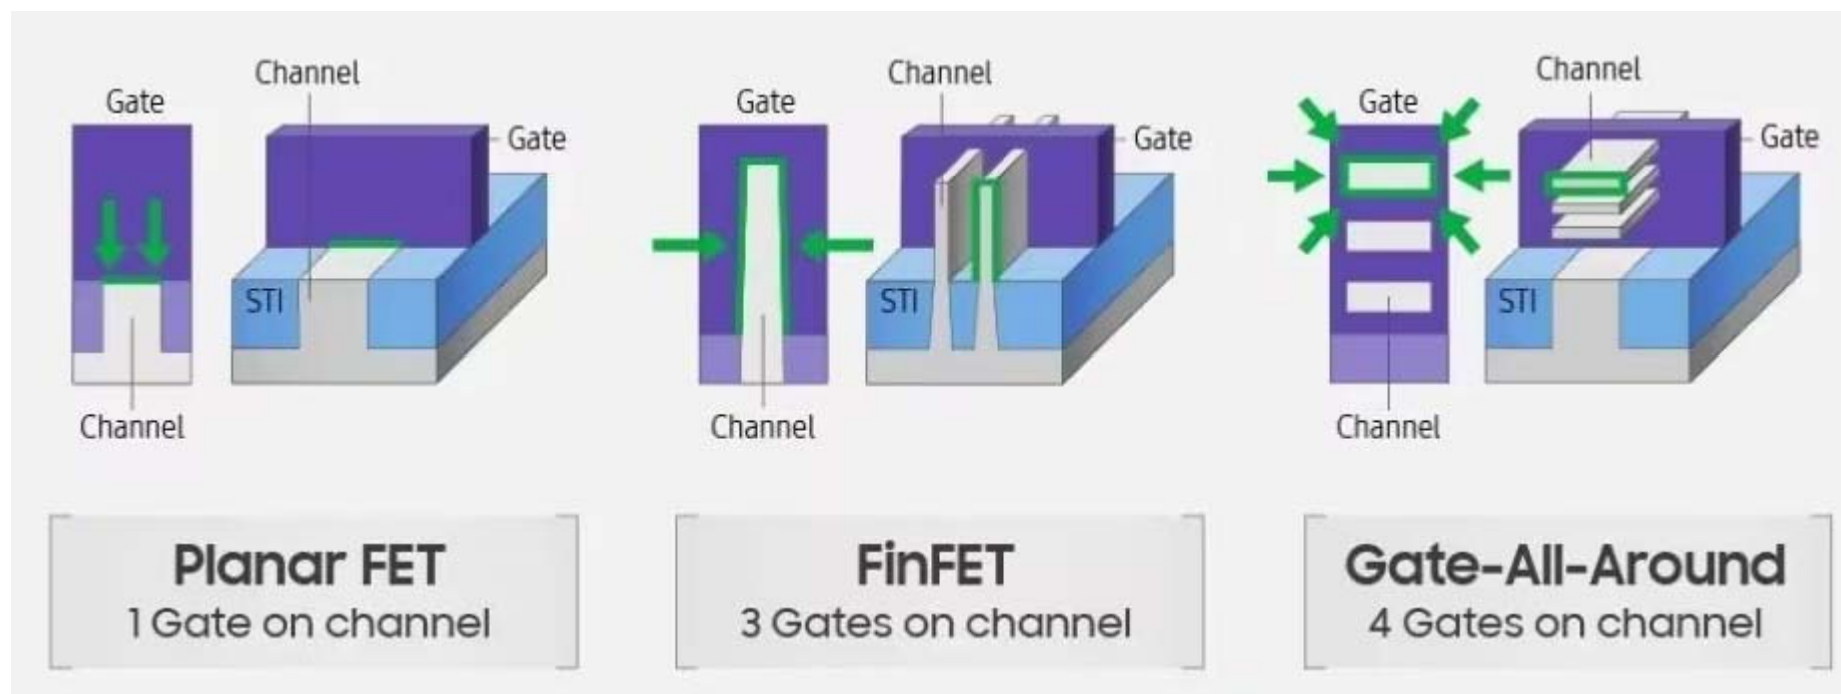 Channel
Gate
Gate
STI
Channel
Channel
Gate
Gate
STI
Channel
Channel
Gate
Gate
STI
Channel
Planar FET
1 Gate on channel
FinFET
3 Gates on channel
Gate-All-Around
4 Gates on channel